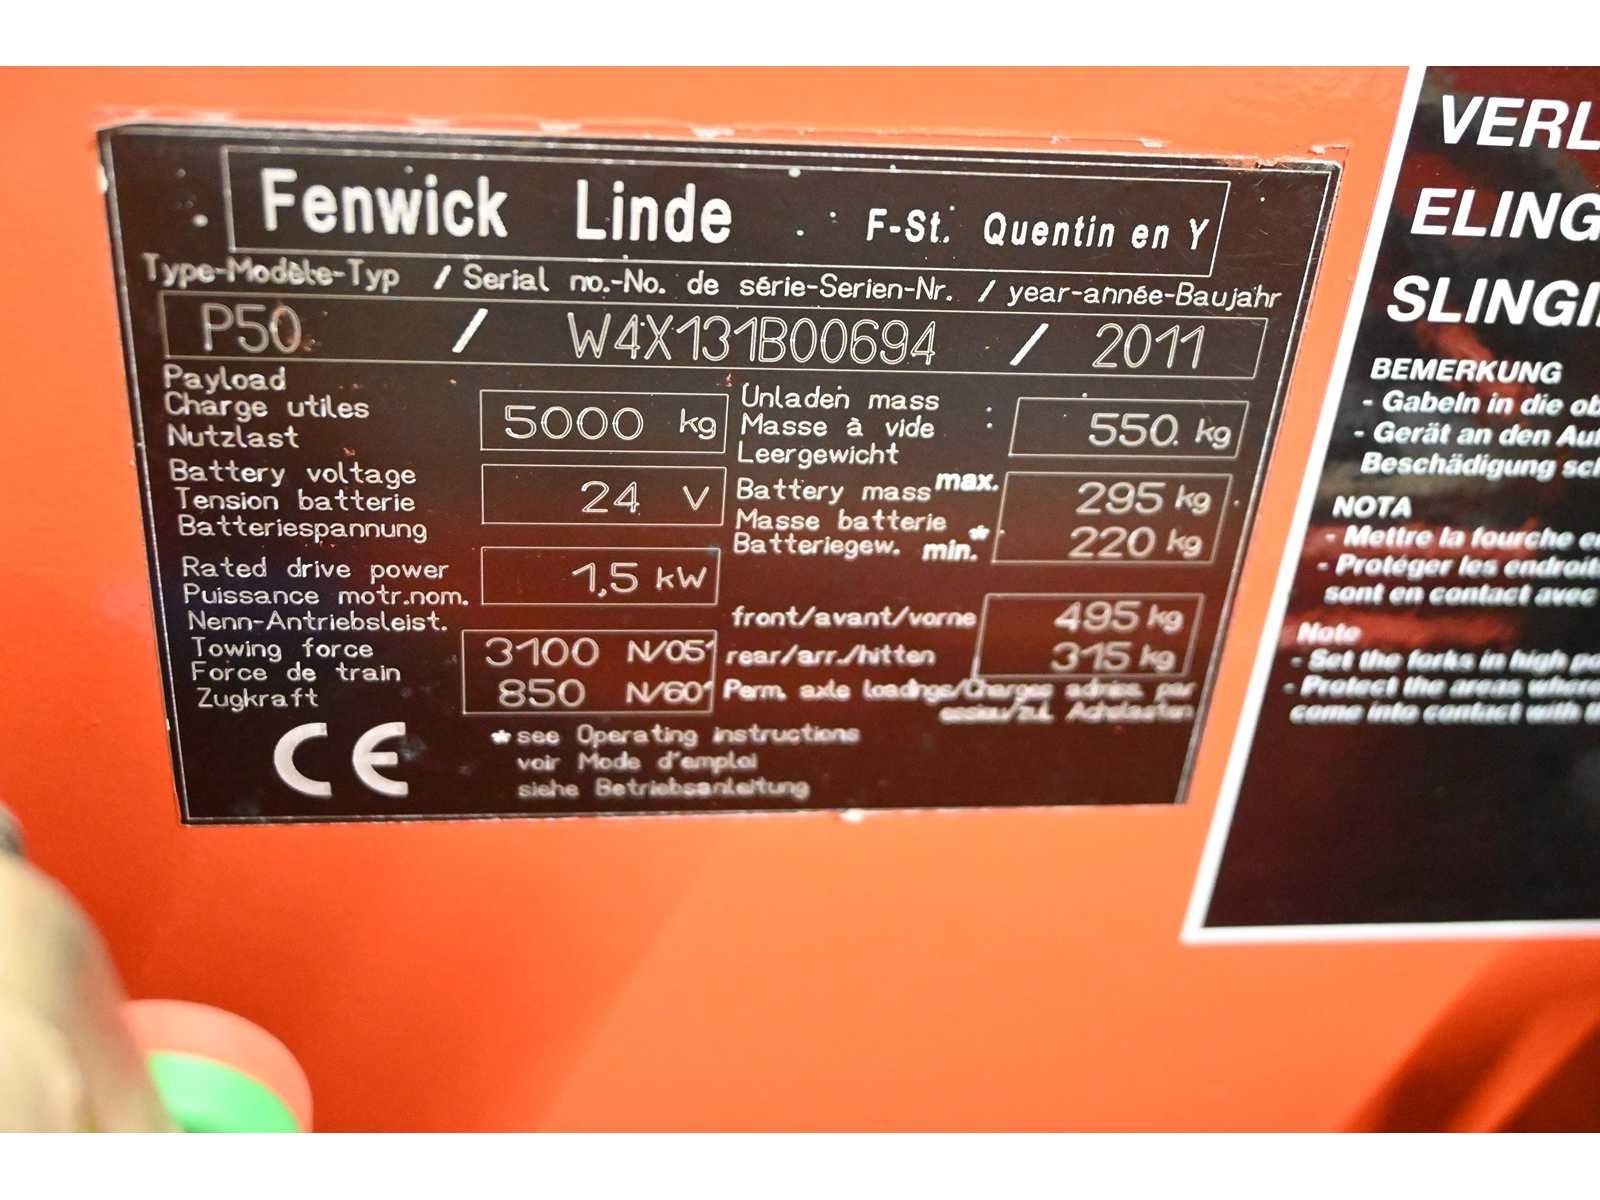 Fenwick Linde F-St. Quentin en Y
Type-Modèle-Typ / Serial no.-No. de série-Serien-Nr. / year-année-Baujahr
P50 / W4X131B00694 / 2011
Payload
Charge utiles
Nutzlast
5000 kg
Unladen mass
Masse à vide
Leergewicht
550 kg
Battery voltage
Tension batterie
Batteriespannung
24 V
Battery mass max.
Masse batterie
Batteriegew. min.*
295 kg
220 kg
Rated drive power
Puissance motr.nom.
Nenn-Antriebsleist.
1,5 kW
Towing force
Force de train
Zugkraft
3100 N/05'
850 N/60'
front/avant/vorne 495 kg
rear/arr./hitten 315 kg
Perm. axle loadings/Charges admiss. par
essieu/zul. Achslasten
CE
*see Operating instructions
voir Mode d'emploi
siehe Betriebsanleitung
VERL
ELING
SLINGI
BEMERKUNG
- Gabeln in die ob
- Gerät an den Auf
Beschädigung sch
NOTA
- Mettre la fourche e
- Protéger les endroits
sont en contact avec
Note
- Set the forks in high po
- Protect the areas where
come into contact with